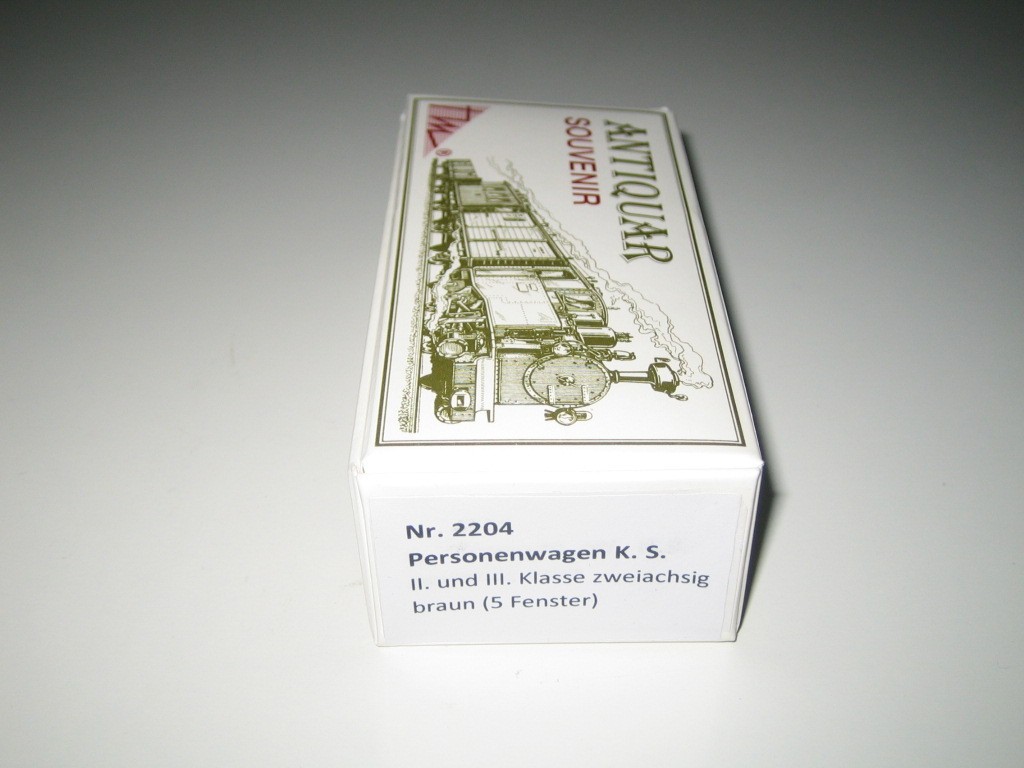 ANTIQUAR
SOUVENIR
®
Nr. 2204
Personenwagen K. S.
II. und III. Klasse zweiachsig
braun (5 Fenster)